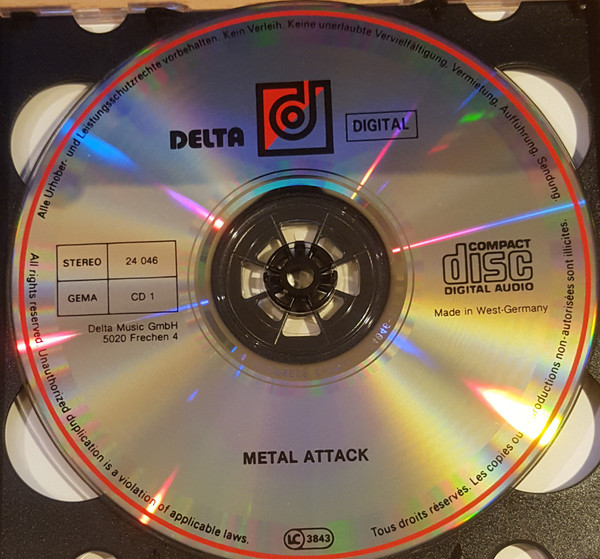 Alle Urheber- und Leistungsschutzrechte vorbehalten. Kein Verleih. Keine unerlaubte Vervielfältigung, Vermietung, Aufführung, Sendung.
DELTA
DIGITAL
STEREO 24 046
GEMA CD 1
Delta Music GmbH
5020 Frechen 4
COMPACT
disc
DIGITAL AUDIO
Made in West-Germany
METAL ATTACK
All rights reserved. Unauthorized duplication is a violation of applicable laws.
LC 3843
Tous droits réservés. Les copies ou productions non-autorisées sont illicites.